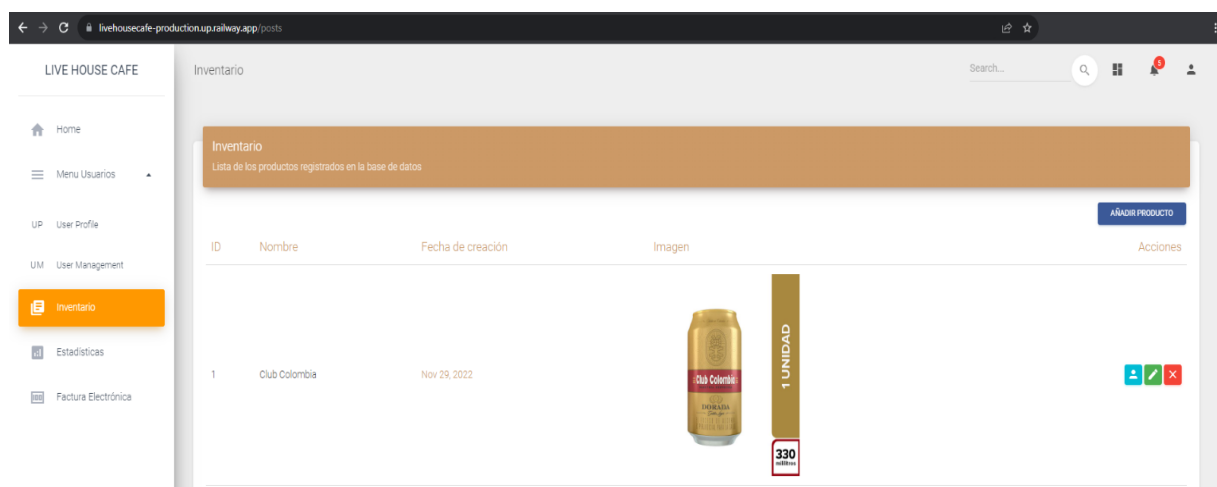 livehousecafe-production.up.railway.app/posts
LIVE HOUSE CAFE
Inventario
Search...
5
Home
Menu Usuarios
UP User Profile
UM User Management
Inventario
Estadísticas
Factura Electrónica
Inventario
Lista de los productos registrados en la base de datos
AÑADIR PRODUCTO
ID Nombre Fecha de creación Imagen Acciones
1 Club Colombia Nov 29, 2022
Club Colombia
DORADA
1 UNIDAD
330
mililitros